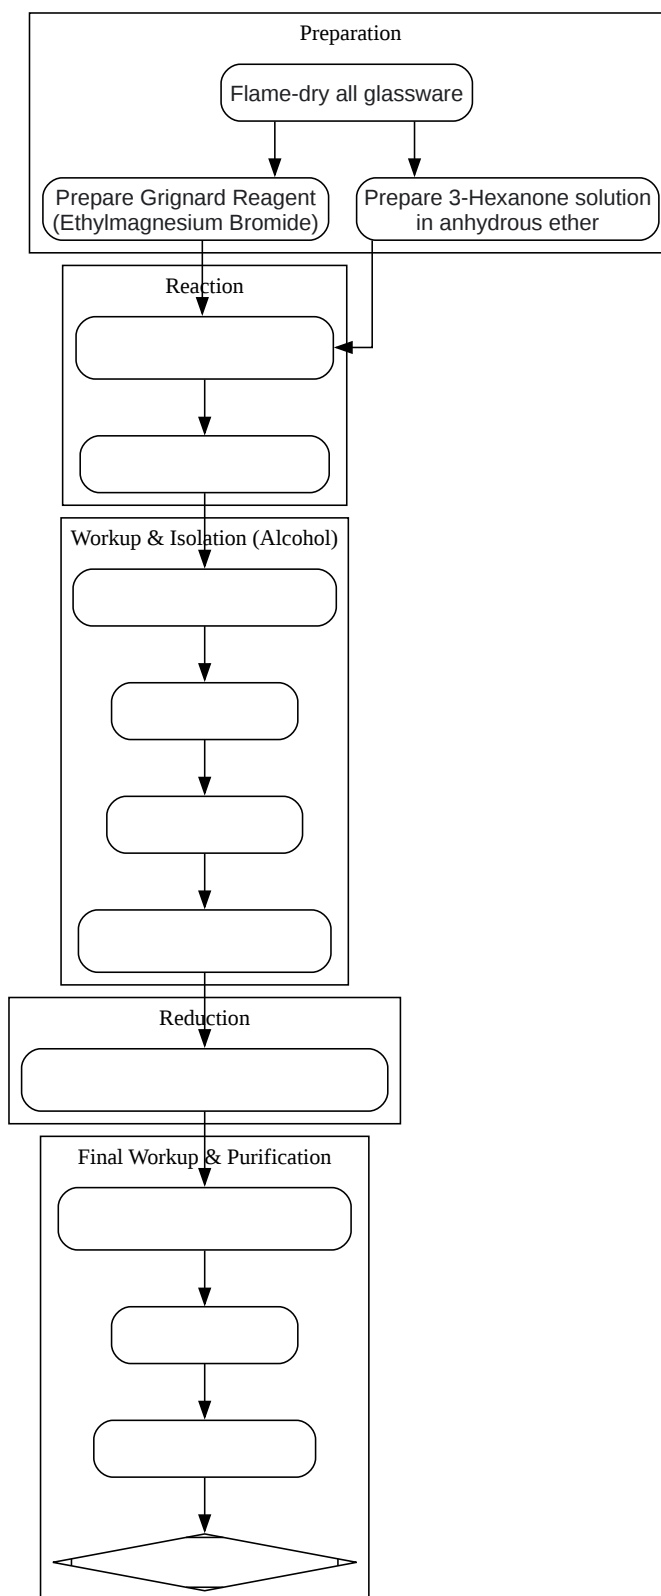 Preparation
Flame-dry all glassware
Prepare Grignard Reagent
(Ethylmagnesium Bromide)
Prepare 3-Hexanone solution
in anhydrous ether
Reaction
Workup & Isolation (Alcohol)
Reduction
Final Workup & Purification